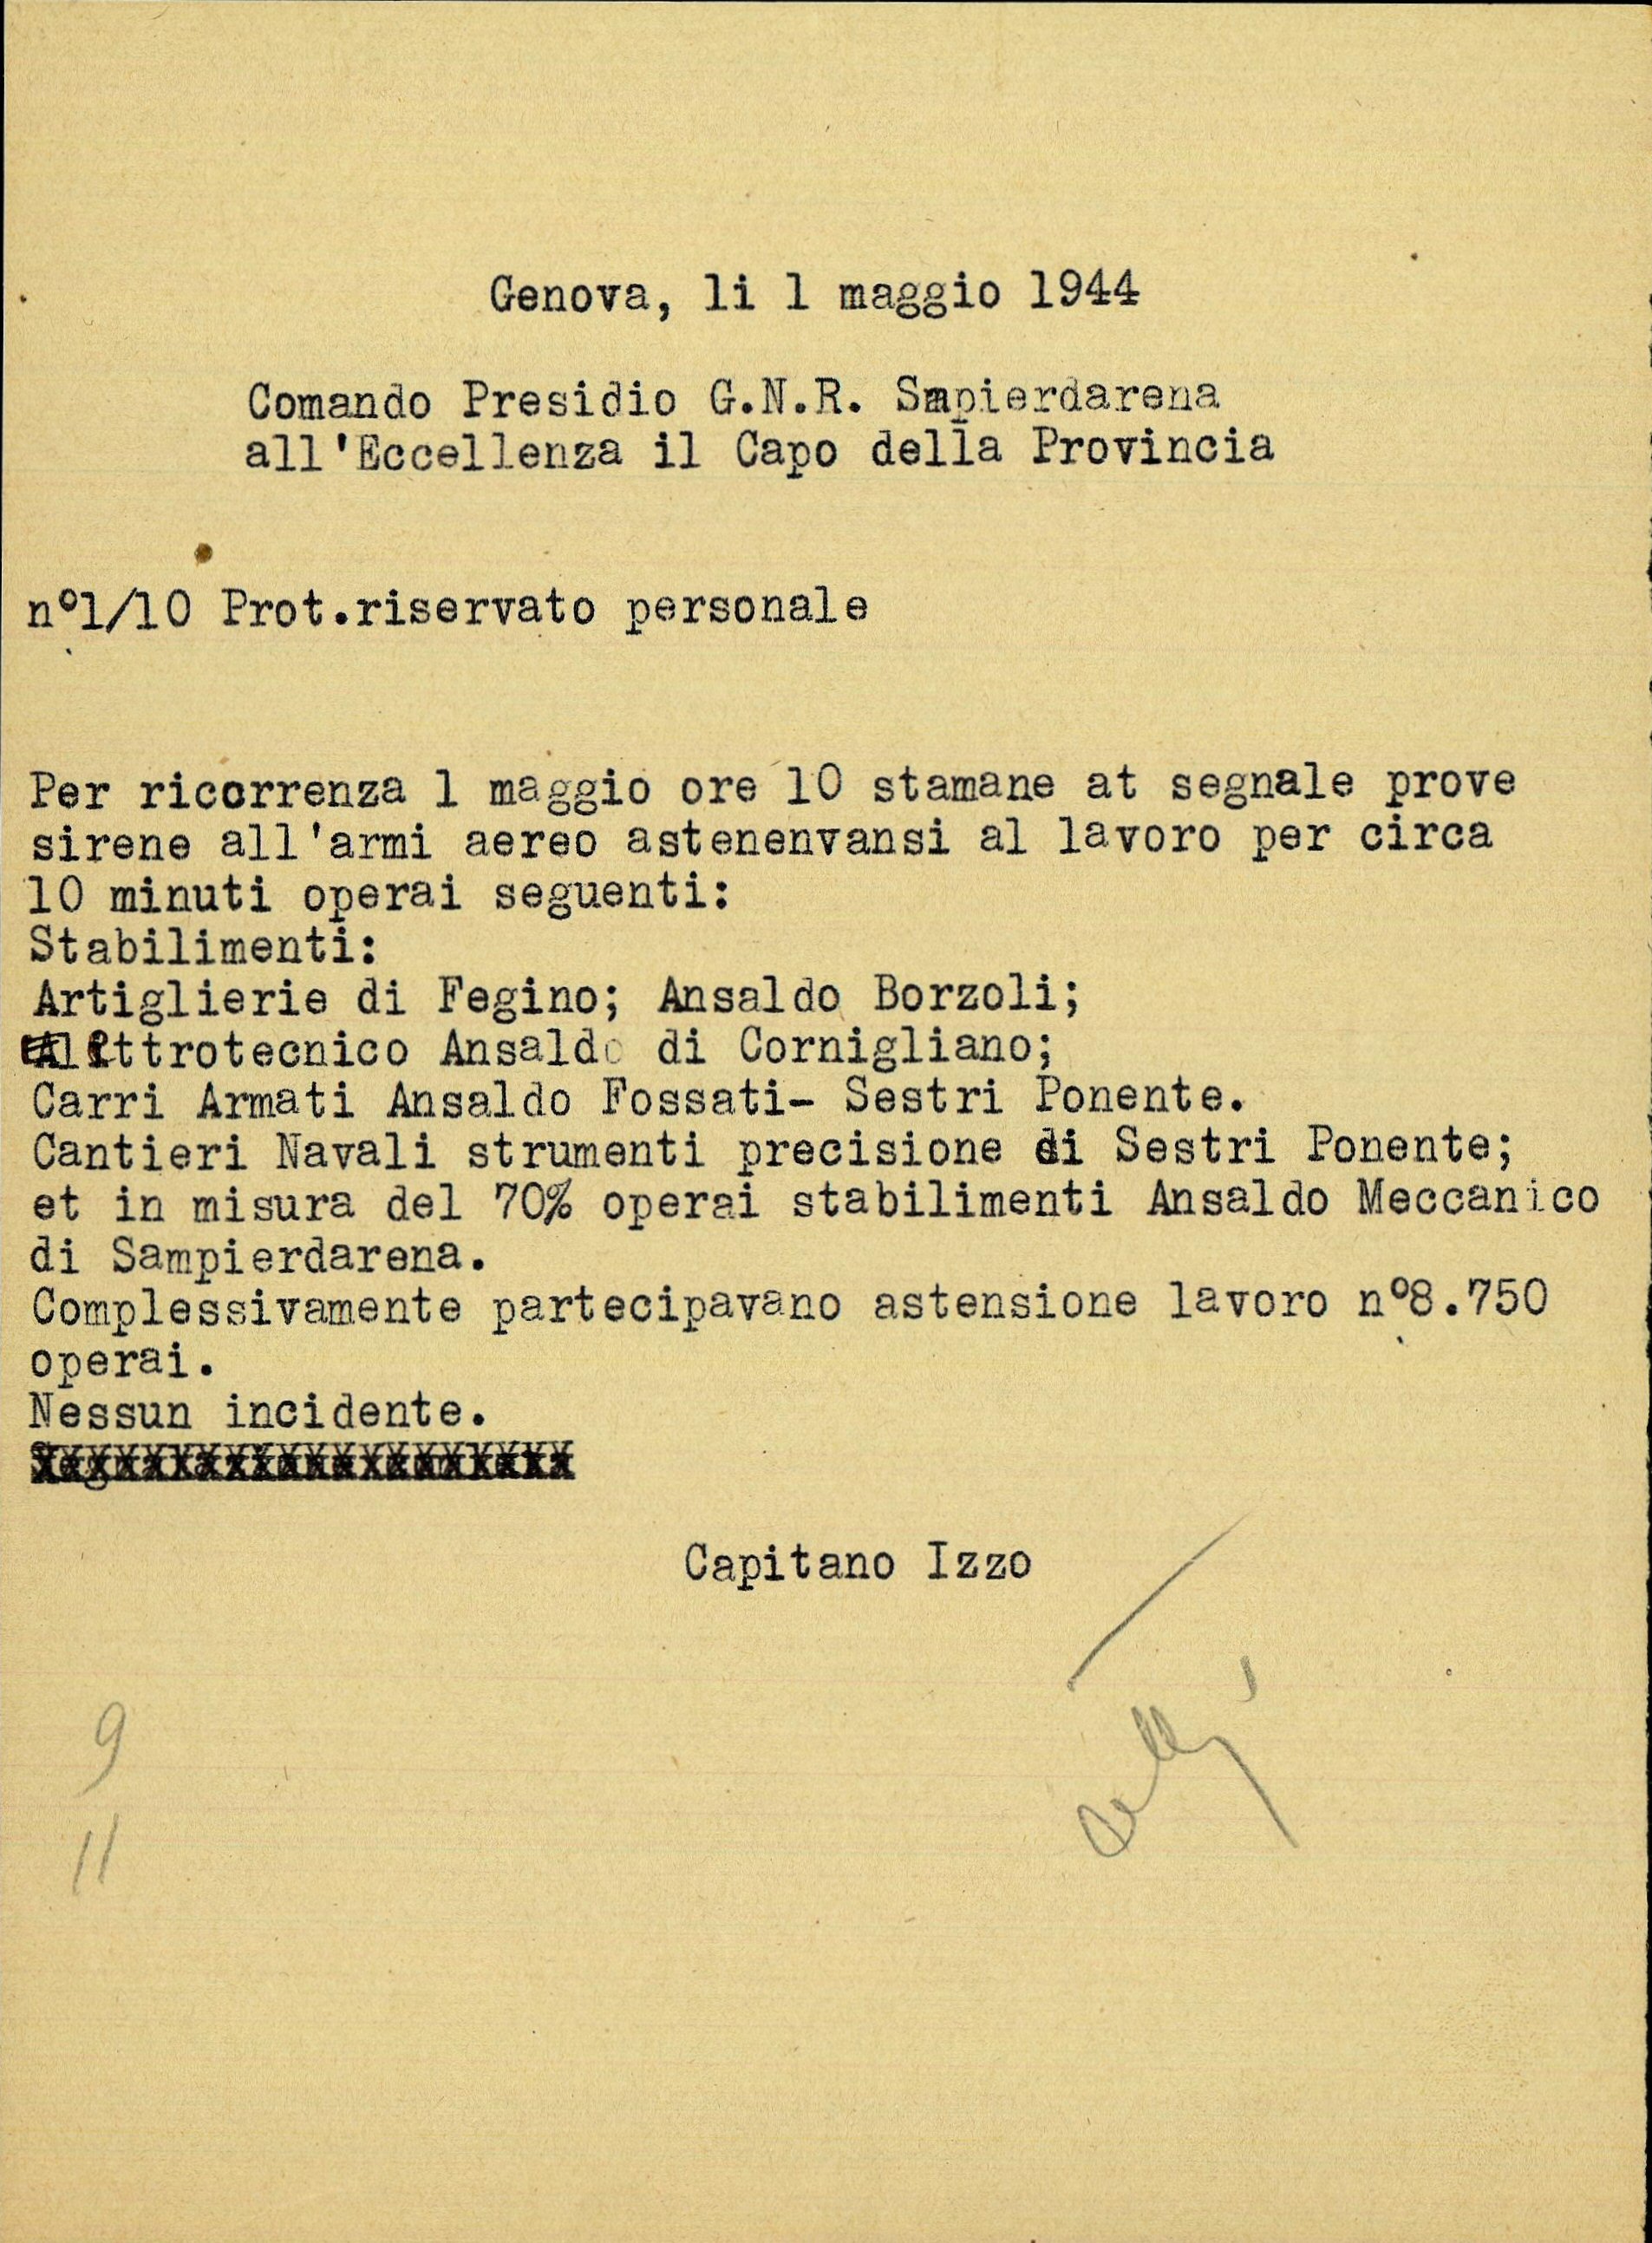 Genova, li 1 maggio 1944
Comando Presidio G.N.R. Smpierdarena
all'Eccellenza il Capo della Provincia
n°1/10 Prot.riservato personale
Per ricorrenza 1 maggio ore 10 stamane at segnale prove
sirene all'armi aereo astenenvansi al lavoro per circa
10 minuti operai seguenti:
Stabilimenti:
Artiglierie di Fegino; Ansaldo Borzoli;
Elettrotecnico Ansaldo di Cornigliano;
Carri Armati Ansaldo Fossati- Sestri Ponente.
Cantieri Navali strumenti precisione di Sestri Ponente;
et in misura del 70% operai stabilimenti Ansaldo Meccanico
di Sampierdarena.
Complessivamente partecipavano astensione lavoro n°8.750
operai.
Nessun incidente.
Capitano Izzo
9
11